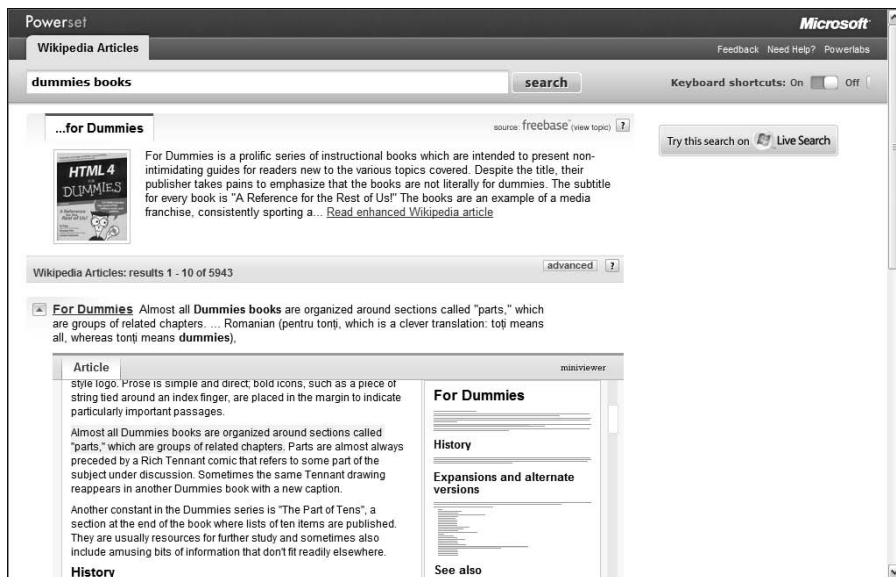 Powerset
Microsoft
Wikipedia Articles
Feedback Need Help? Powerlabs
dummies books
search
Keyboard shortcuts: On Off
...for Dummies
source: freebase (view topic) ?
Try this search on Live Search
HTML 4
FOR
DUMMIES
A Reference
for the
Rest of Us!
For Dummies is a prolific series of instructional books which are intended to present non-
intimidating guides for readers new to the various topics covered. Despite the title, their
publisher takes pains to emphasize that the books are not literally for dummies. The subtitle
for every book is "A Reference for the Rest of Us!" The books are an example of a media
franchise, consistently sporting a... Read enhanced Wikipedia article
Wikipedia Articles: results 1 - 10 of 5943
advanced ?
For Dummies Almost all Dummies books are organized around sections called "parts," which
are groups of related chapters. ... Romanian (pentru tonţi, which is a clever translation: toţi means
all, whereas tonţi means dummies),
Article
miniviewer
style logo. Prose is simple and direct; bold icons, such as a piece of
string tied around an index finger, are placed in the margin to indicate
particularly important passages.
Almost all Dummies books are organized around sections called
"parts," which are groups of related chapters. Parts are almost always
preceded by a Rich Tennant comic that refers to some part of the
subject under discussion. Sometimes the same Tennant drawing
reappears in another Dummies book with a new caption.
Another constant in the Dummies series is "The Part of Tens", a
section at the end of the book where lists of ten items are published.
They are usually resources for further study and sometimes also
include amusing bits of information that don't fit readily elsewhere.
History
For Dummies
History
Expansions and alternate
versions
See also